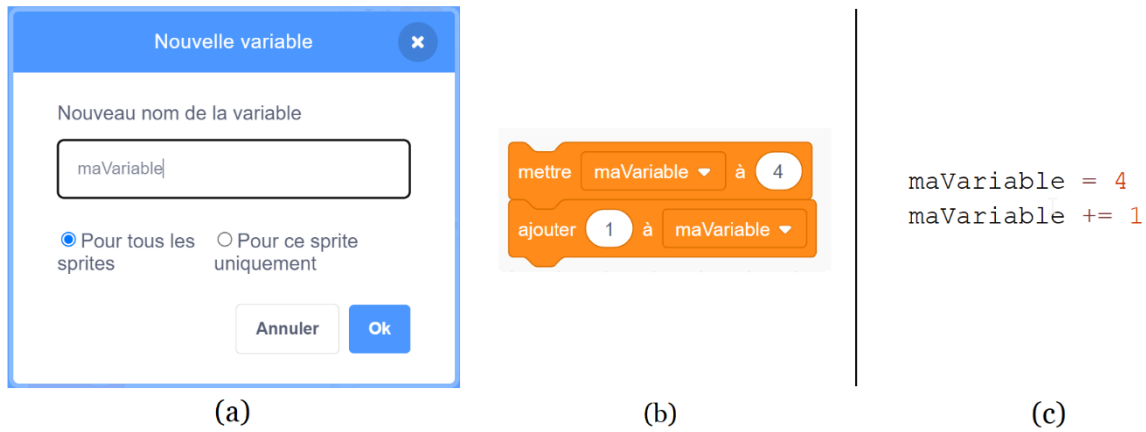 Nouvelle variable
Nouveau nom de la variable
maVariable
Pour tous les sprites
Pour ce sprite uniquement
Annuler
Ok
(a)
mettre maVariable à 4
ajouter 1 à maVariable
(b)
maVariable = 4
maVariable += 1
(c)